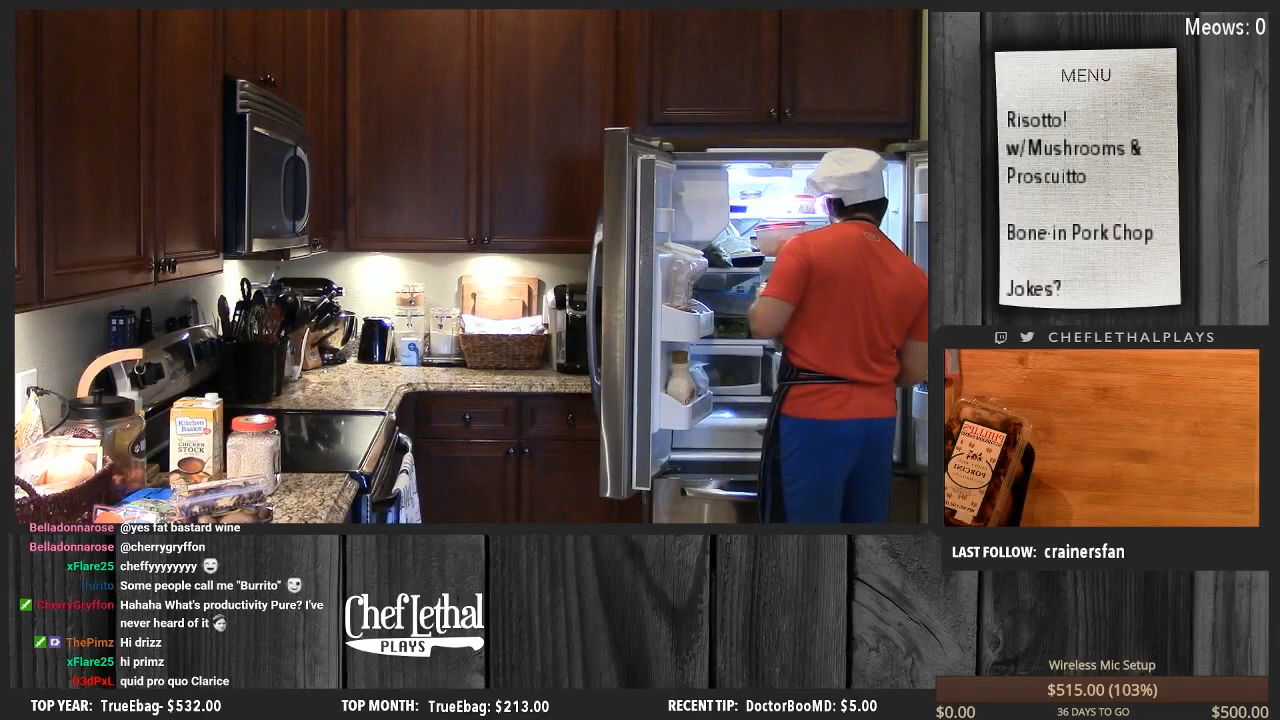 Meows: 0
MENU
Risotto!
w/Mushrooms &
Proscuitto
Bone-in Pork Chop
Jokes?
CHEFLETHALPLAYS
Kitchen
Basics
CHICKEN
STOCK
PHILLIPS
PORCINI
LAST FOLLOW: crainersfan
Belladonnarose @yes fat bastard wine
Belladonnarose @cherrygryffon
xFlare25 cheffyyyyyyyy
Ifurito Some people call me "Burrito"
CherryGryffon Hahaha What's productivity Pure? I've
never heard of it
ThePimz Hi drizz
xFlare25 hi primz
D3dPxL quid pro quo Clarice
Chef Lethal
PLAYS
Wireless Mic Setup
$515.00 (103%)
$0.00 36 DAYS TO GO $500.00
TOP YEAR: TrueEbag- $532.00 TOP MONTH: TrueEbag: $213.00 RECENT TIP: DoctorBooMD: $5.00